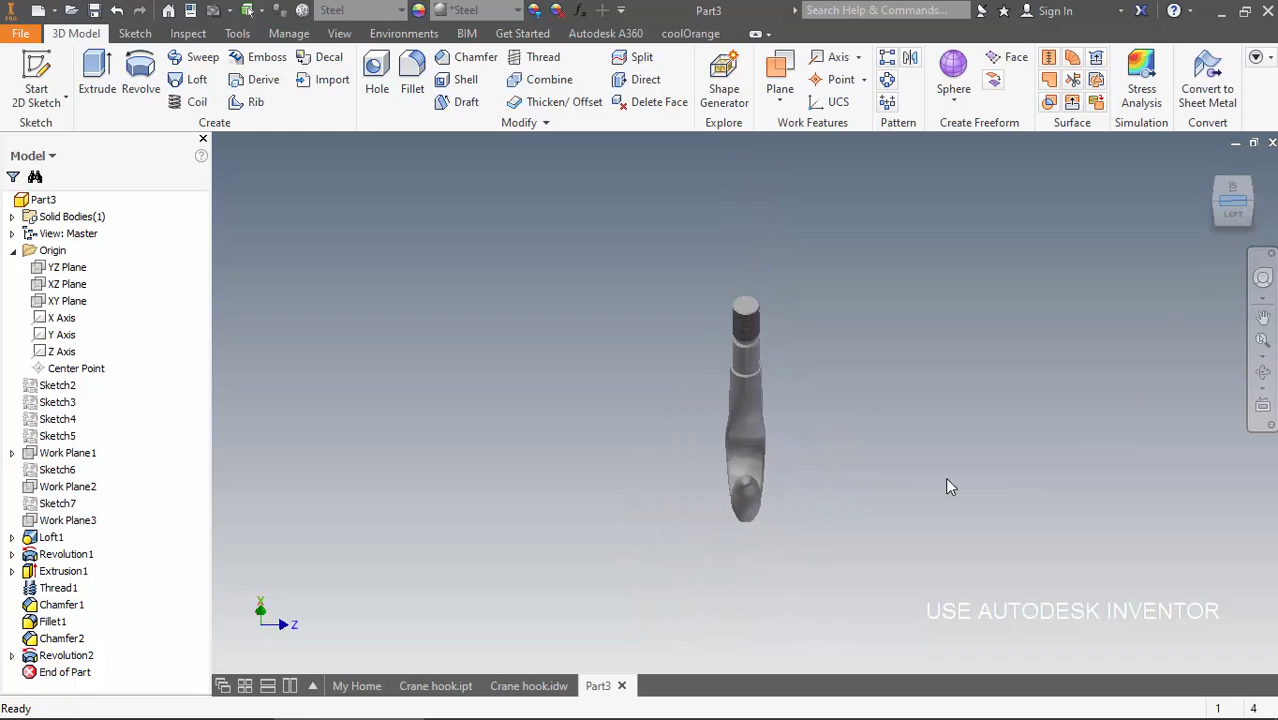 PRO
Steel
*Steel
fx
Part3
Search Help & Commands...
Sign In
File
3D Model
Sketch
Inspect
Tools
Manage
View
Environments
BIM
Get Started
Autodesk A360
coolOrange
Start
2D Sketch
Sketch
Extrude
Revolve
Sweep
Loft
Coil
Emboss
Derive
Rib
Decal
Import
Create
Hole
Fillet
Chamfer
Shell
Draft
Thread
Combine
Thicken/ Offset
Split
Direct
Delete Face
Modify
Shape
Generator
Explore
Plane
Axis
Point
UCS
Work Features
Pattern
Sphere
Face
Create Freeform
Surface
Stress
Analysis
Simulation
Convert to
Sheet Metal
Convert
Model
Part3
Solid Bodies(1)
View: Master
Origin
YZ Plane
XZ Plane
XY Plane
X Axis
Y Axis
Z Axis
Center Point
Sketch2
Sketch3
Sketch4
Sketch5
Work Plane1
Sketch6
Work Plane2
Sketch7
Work Plane3
Loft1
Revolution1
Extrusion1
Thread1
Chamfer1
Fillet1
Chamfer2
Revolution2
End of Part
LEFT
X
Z
USE AUTODESK INVENTOR
My Home
Crane hook.ipt
Crane hook.idw
Part3
Ready
1
4